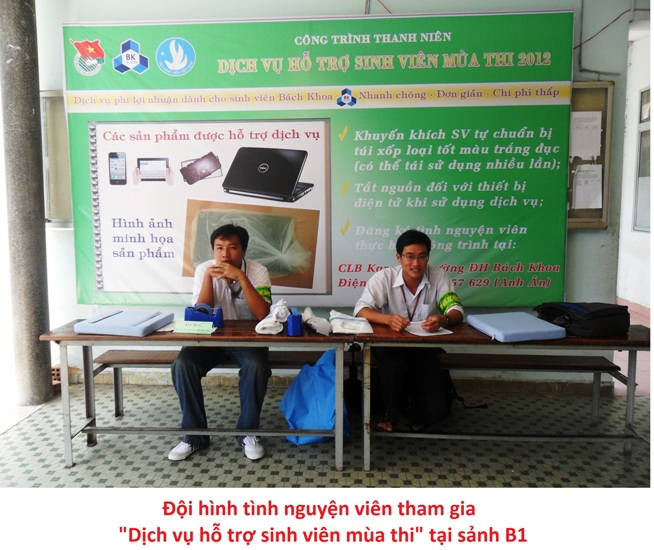 CÔNG TRÌNH THANH NIÊN
DỊCH VỤ HỖ TRỢ SINH VIÊN MÙA THI 2012
BK
Dịch vụ phi lợi nhuận dành cho sinh viên Bách Khoa
Nhanh chóng - Đơn giản - Chi phí thấp
Các sản phẩm được hỗ trợ dịch vụ
Hình ảnh
minh họa
sản phẩm
Khuyến khích SV tự chuẩn bị
túi xốp loại tốt màu trắng đục
(có thể tái sử dụng nhiều lần);
Tắt nguồn đối với thiết bị
điện tử khi sử dụng dịch vụ;
Đăng ký tình nguyện viên
thực công trình tại:
CLB ĐH Bách Khoa
Điện 57 629 (Anh Ân)
Đội hình tình nguyện viên tham gia
"Dịch vụ hỗ trợ sinh viên mùa thi" tại sảnh B1